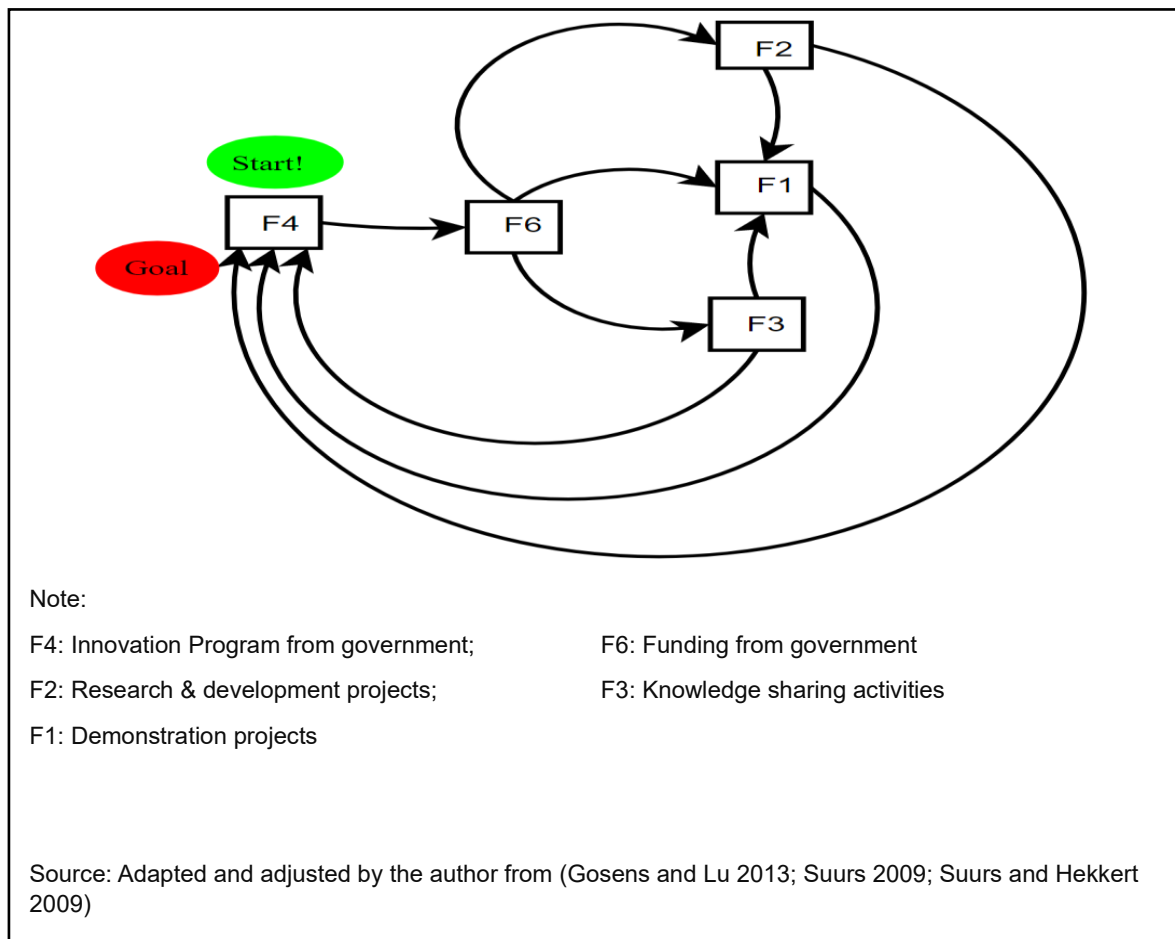 F2
Start!
F1
F4
F6
Goal
F3
Note:
F4: Innovation Program from government; F6: Funding from government
F2: Research & development projects; F3: Knowledge sharing activities
F1: Demonstration projects
Source: Adapted and adjusted by the author from (Gosens and Lu 2013; Suurs 2009; Suurs and Hekkert
2009)